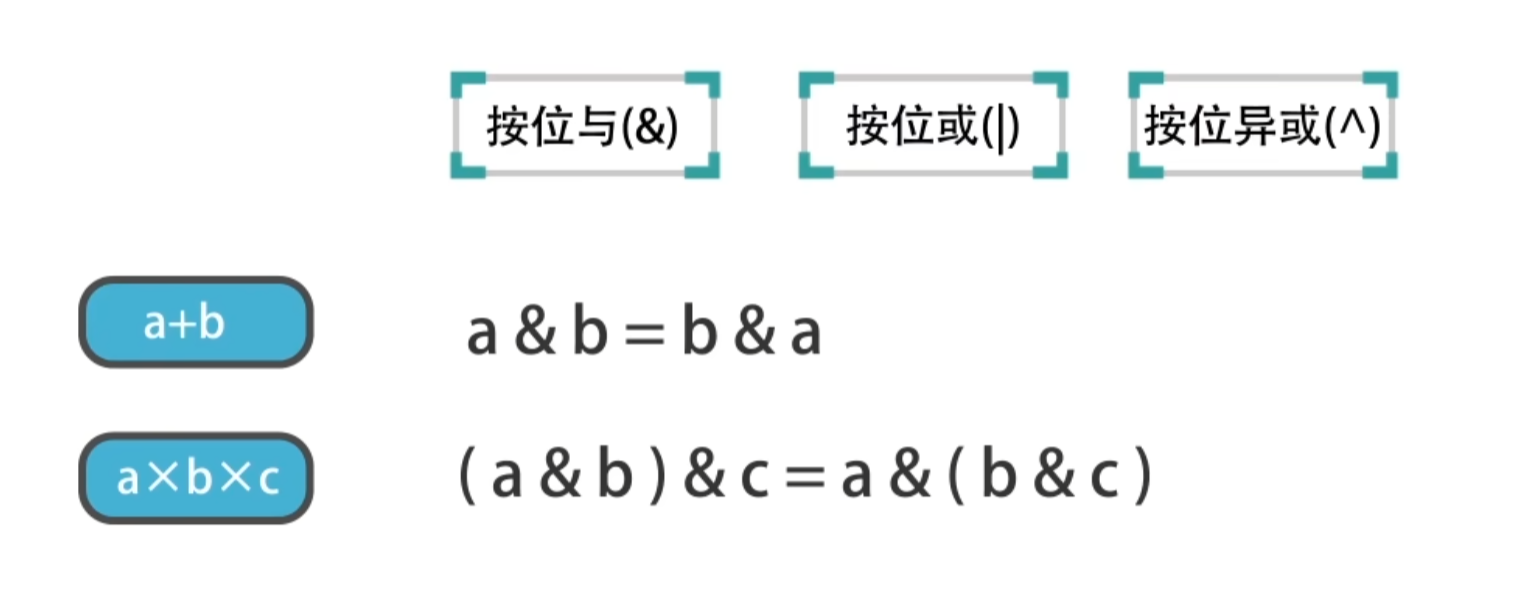 按位与(&) 按位或(|) 按位异或(^)
a+b
a & b = b & a
a×b×c
( a & b ) & c = a & ( b & c )